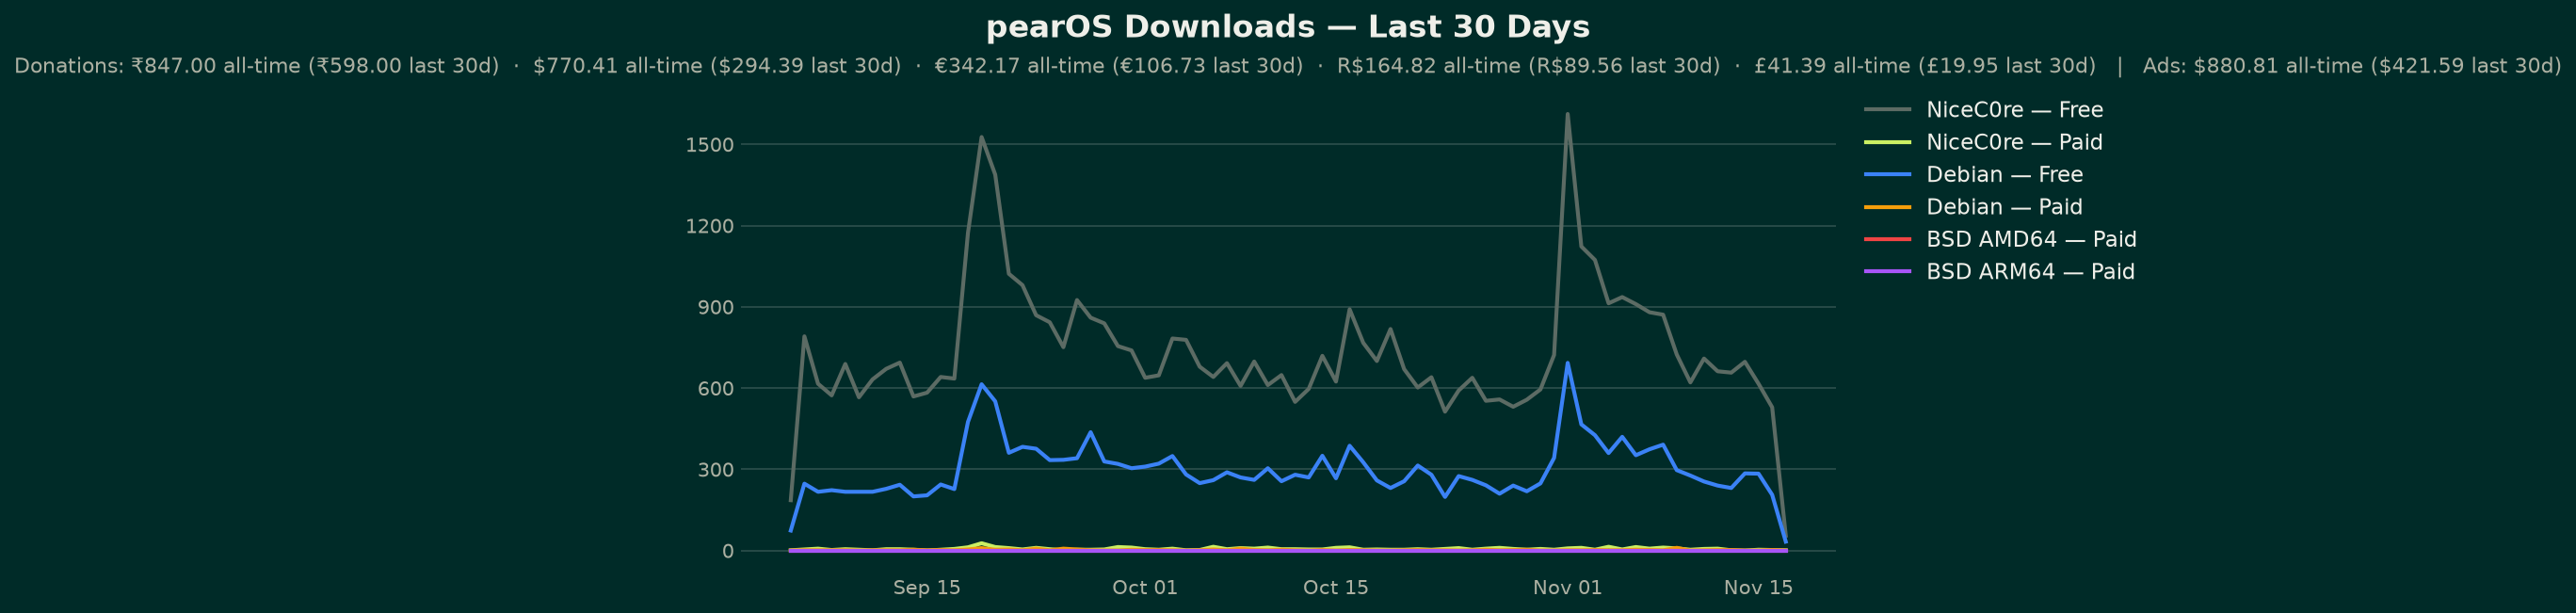 pearOS Downloads — Last 30 Days
Donations: ₹847.00 all-time (₹598.00 last 30d) · $770.41 all-time ($294.39 last 30d) · €342.17 all-time (€106.73 last 30d) · R$164.82 all-time (R$89.56 last 30d) · £41.39 all-time (£19.95 last 30d) | Ads: $880.81 all-time ($421.59 last 30d)
NiceC0re — Free
NiceC0re — Paid
Debian — Free
Debian — Paid
BSD AMD64 — Paid
BSD ARM64 — Paid
1500
1200
900
600
300
0
Sep 15 Oct 01 Oct 15 Nov 01 Nov 15